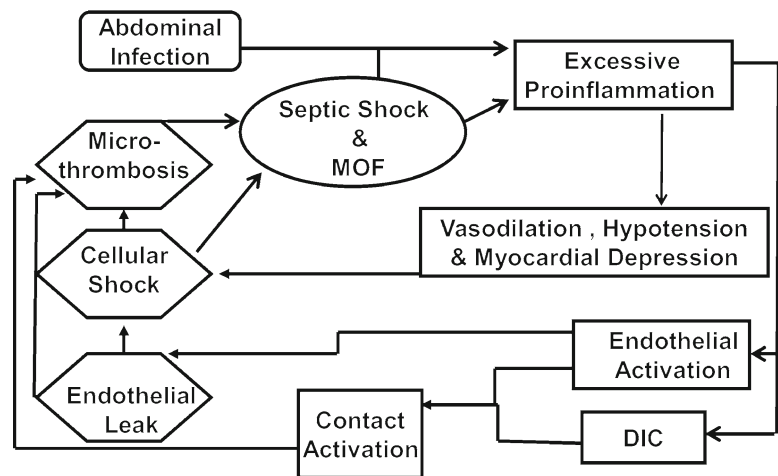 Abdominal
Infection
Excessive
Proinflammation
Septic Shock
&
MOF
Micro-
thrombosis
Vasodilation , Hypotension
& Myocardial Depression
Cellular
Shock
Endothelial
Activation
Endothelial
Leak
Contact
Activation
DIC